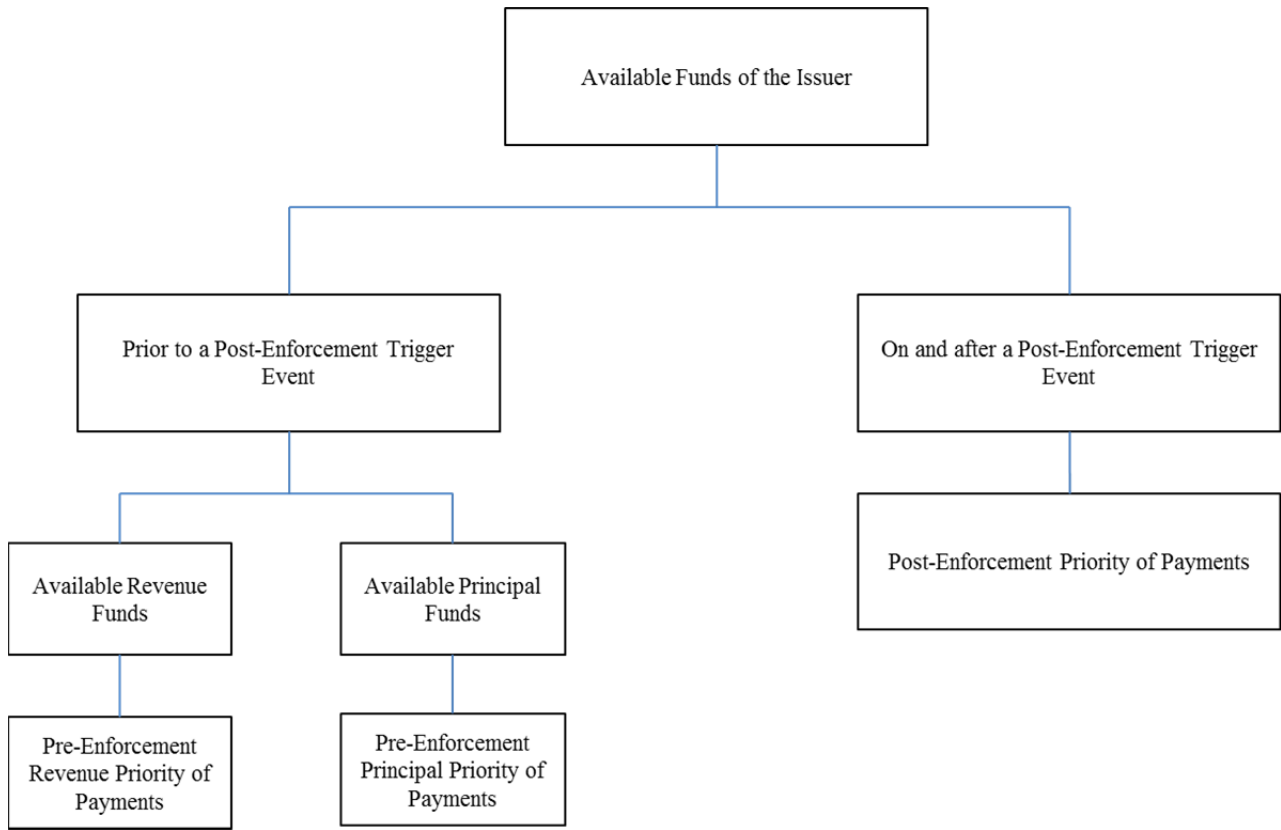 Available Funds of the Issuer
Prior to a Post-Enforcement Trigger
Event
On and after a Post-Enforcement Trigger
Event
Available Revenue
Funds
Available Principal
Funds
Post-Enforcement Priority of Payments
Pre-Enforcement
Revenue Priority of
Payments
Pre-Enforcement
Principal Priority of
Payments